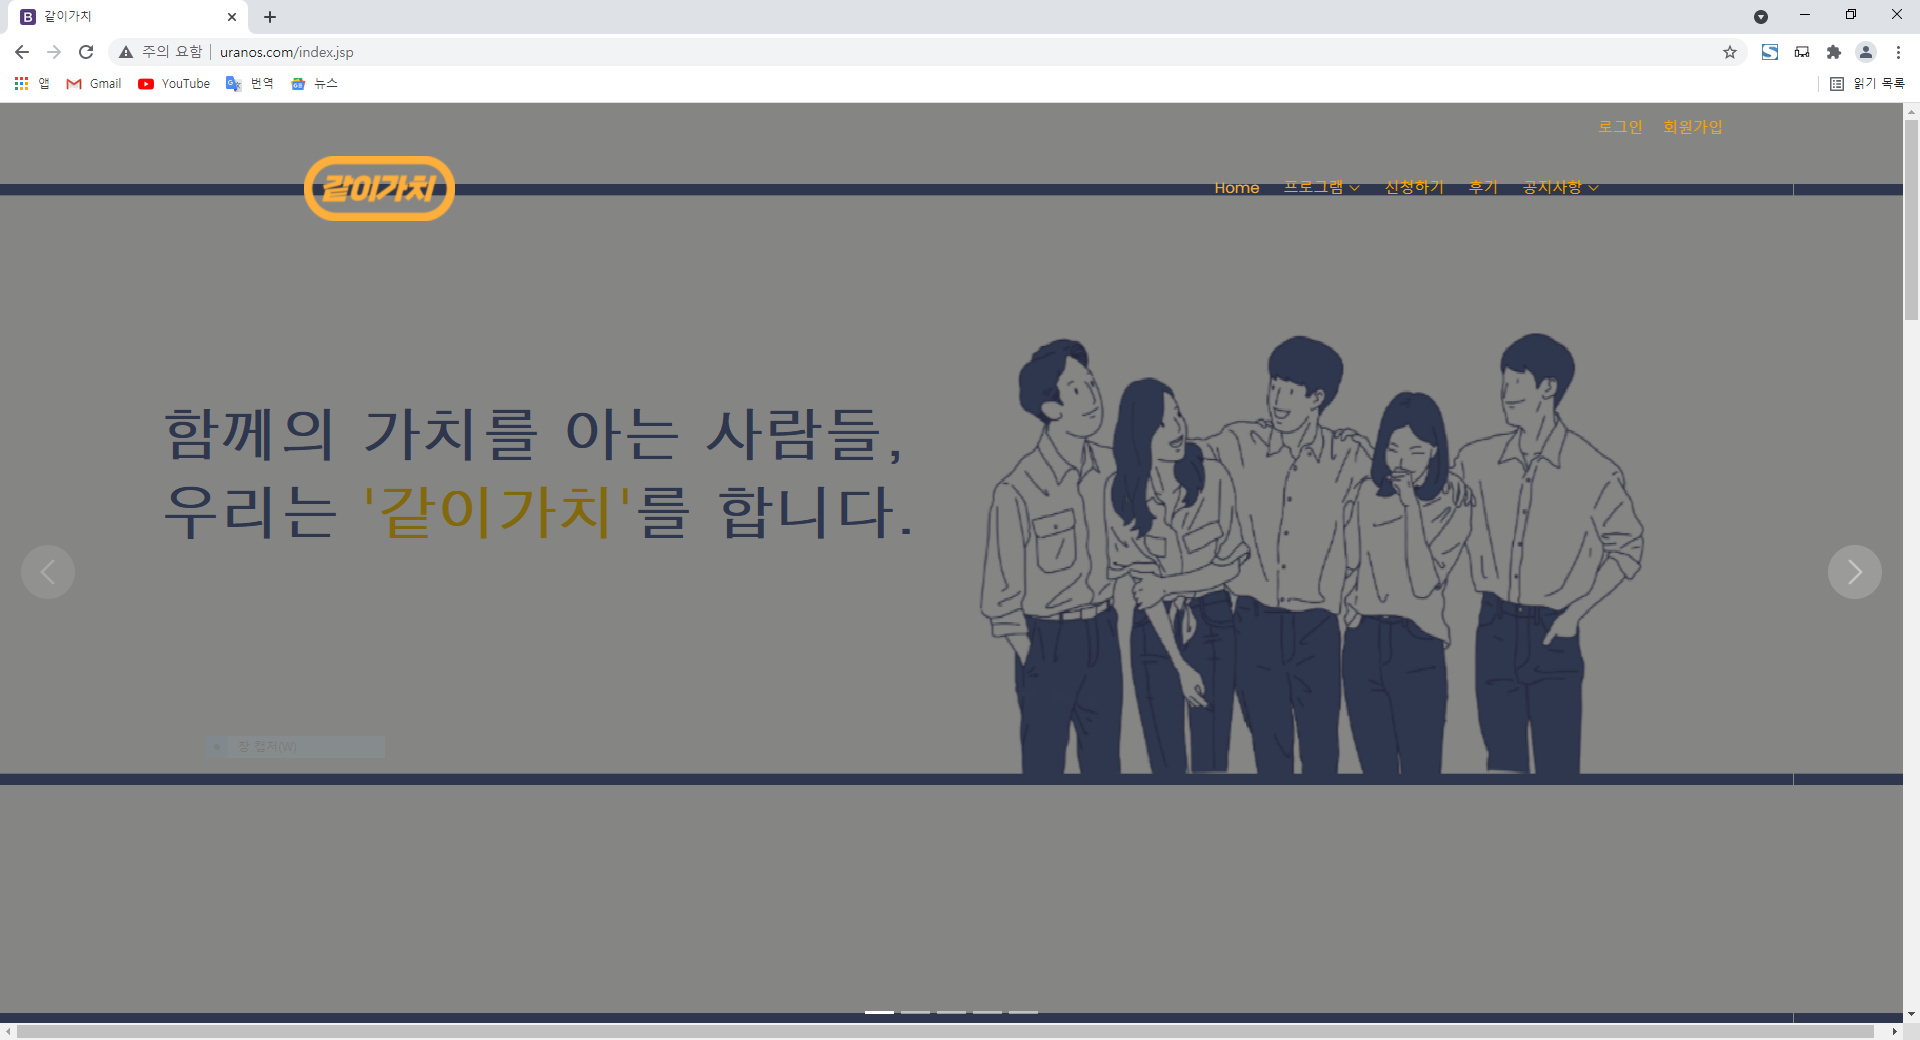 같이가치
주의 요함 uranos.com/index.jsp
앱 Gmail YouTube 번역 뉴스 읽기 목록
로그인 회원가입
같이가치 Home 프로그램 신청하기 후기 공지사항
함께의 가치를 아는 사람들,
우리는 '같이가치'를 합니다.
창 캡처(W)